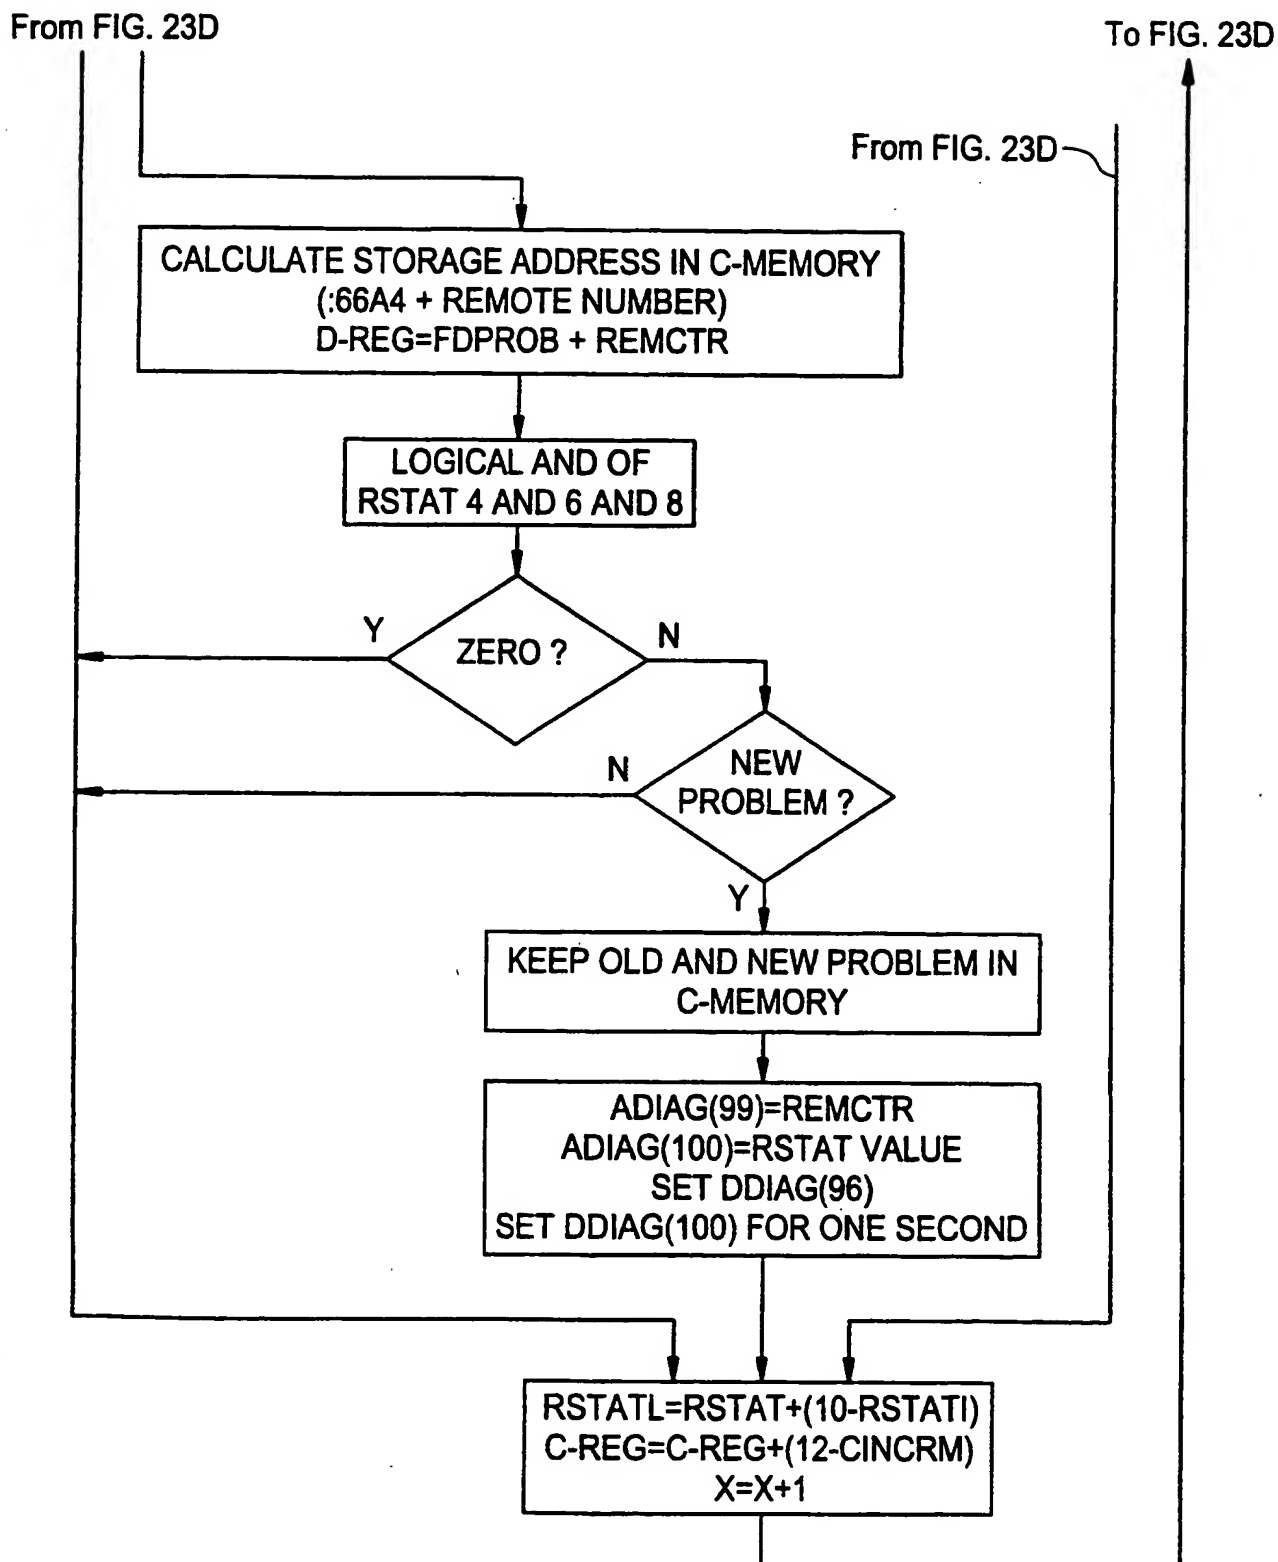 From FIG. 23D
To FIG. 23D
From FIG. 23D
CALCULATE STORAGE ADDRESS IN C-MEMORY
(:66A4 + REMOTE NUMBER)
D-REG=FDPROB + REMCTR
LOGICAL AND OF
RSTAT 4 AND 6 AND 8
Y
ZERO ?
N
N
NEW
PROBLEM ?
Y
KEEP OLD AND NEW PROBLEM IN
C-MEMORY
ADIAG(99)=REMCTR
ADIAG(100)=RSTAT VALUE
SET DDIAG(96)
SET DDIAG(100) FOR ONE SECOND
RSTATL=RSTAT+(10-RSTATI)
C-REG=C-REG+(12-CINCRM)
X=X+1